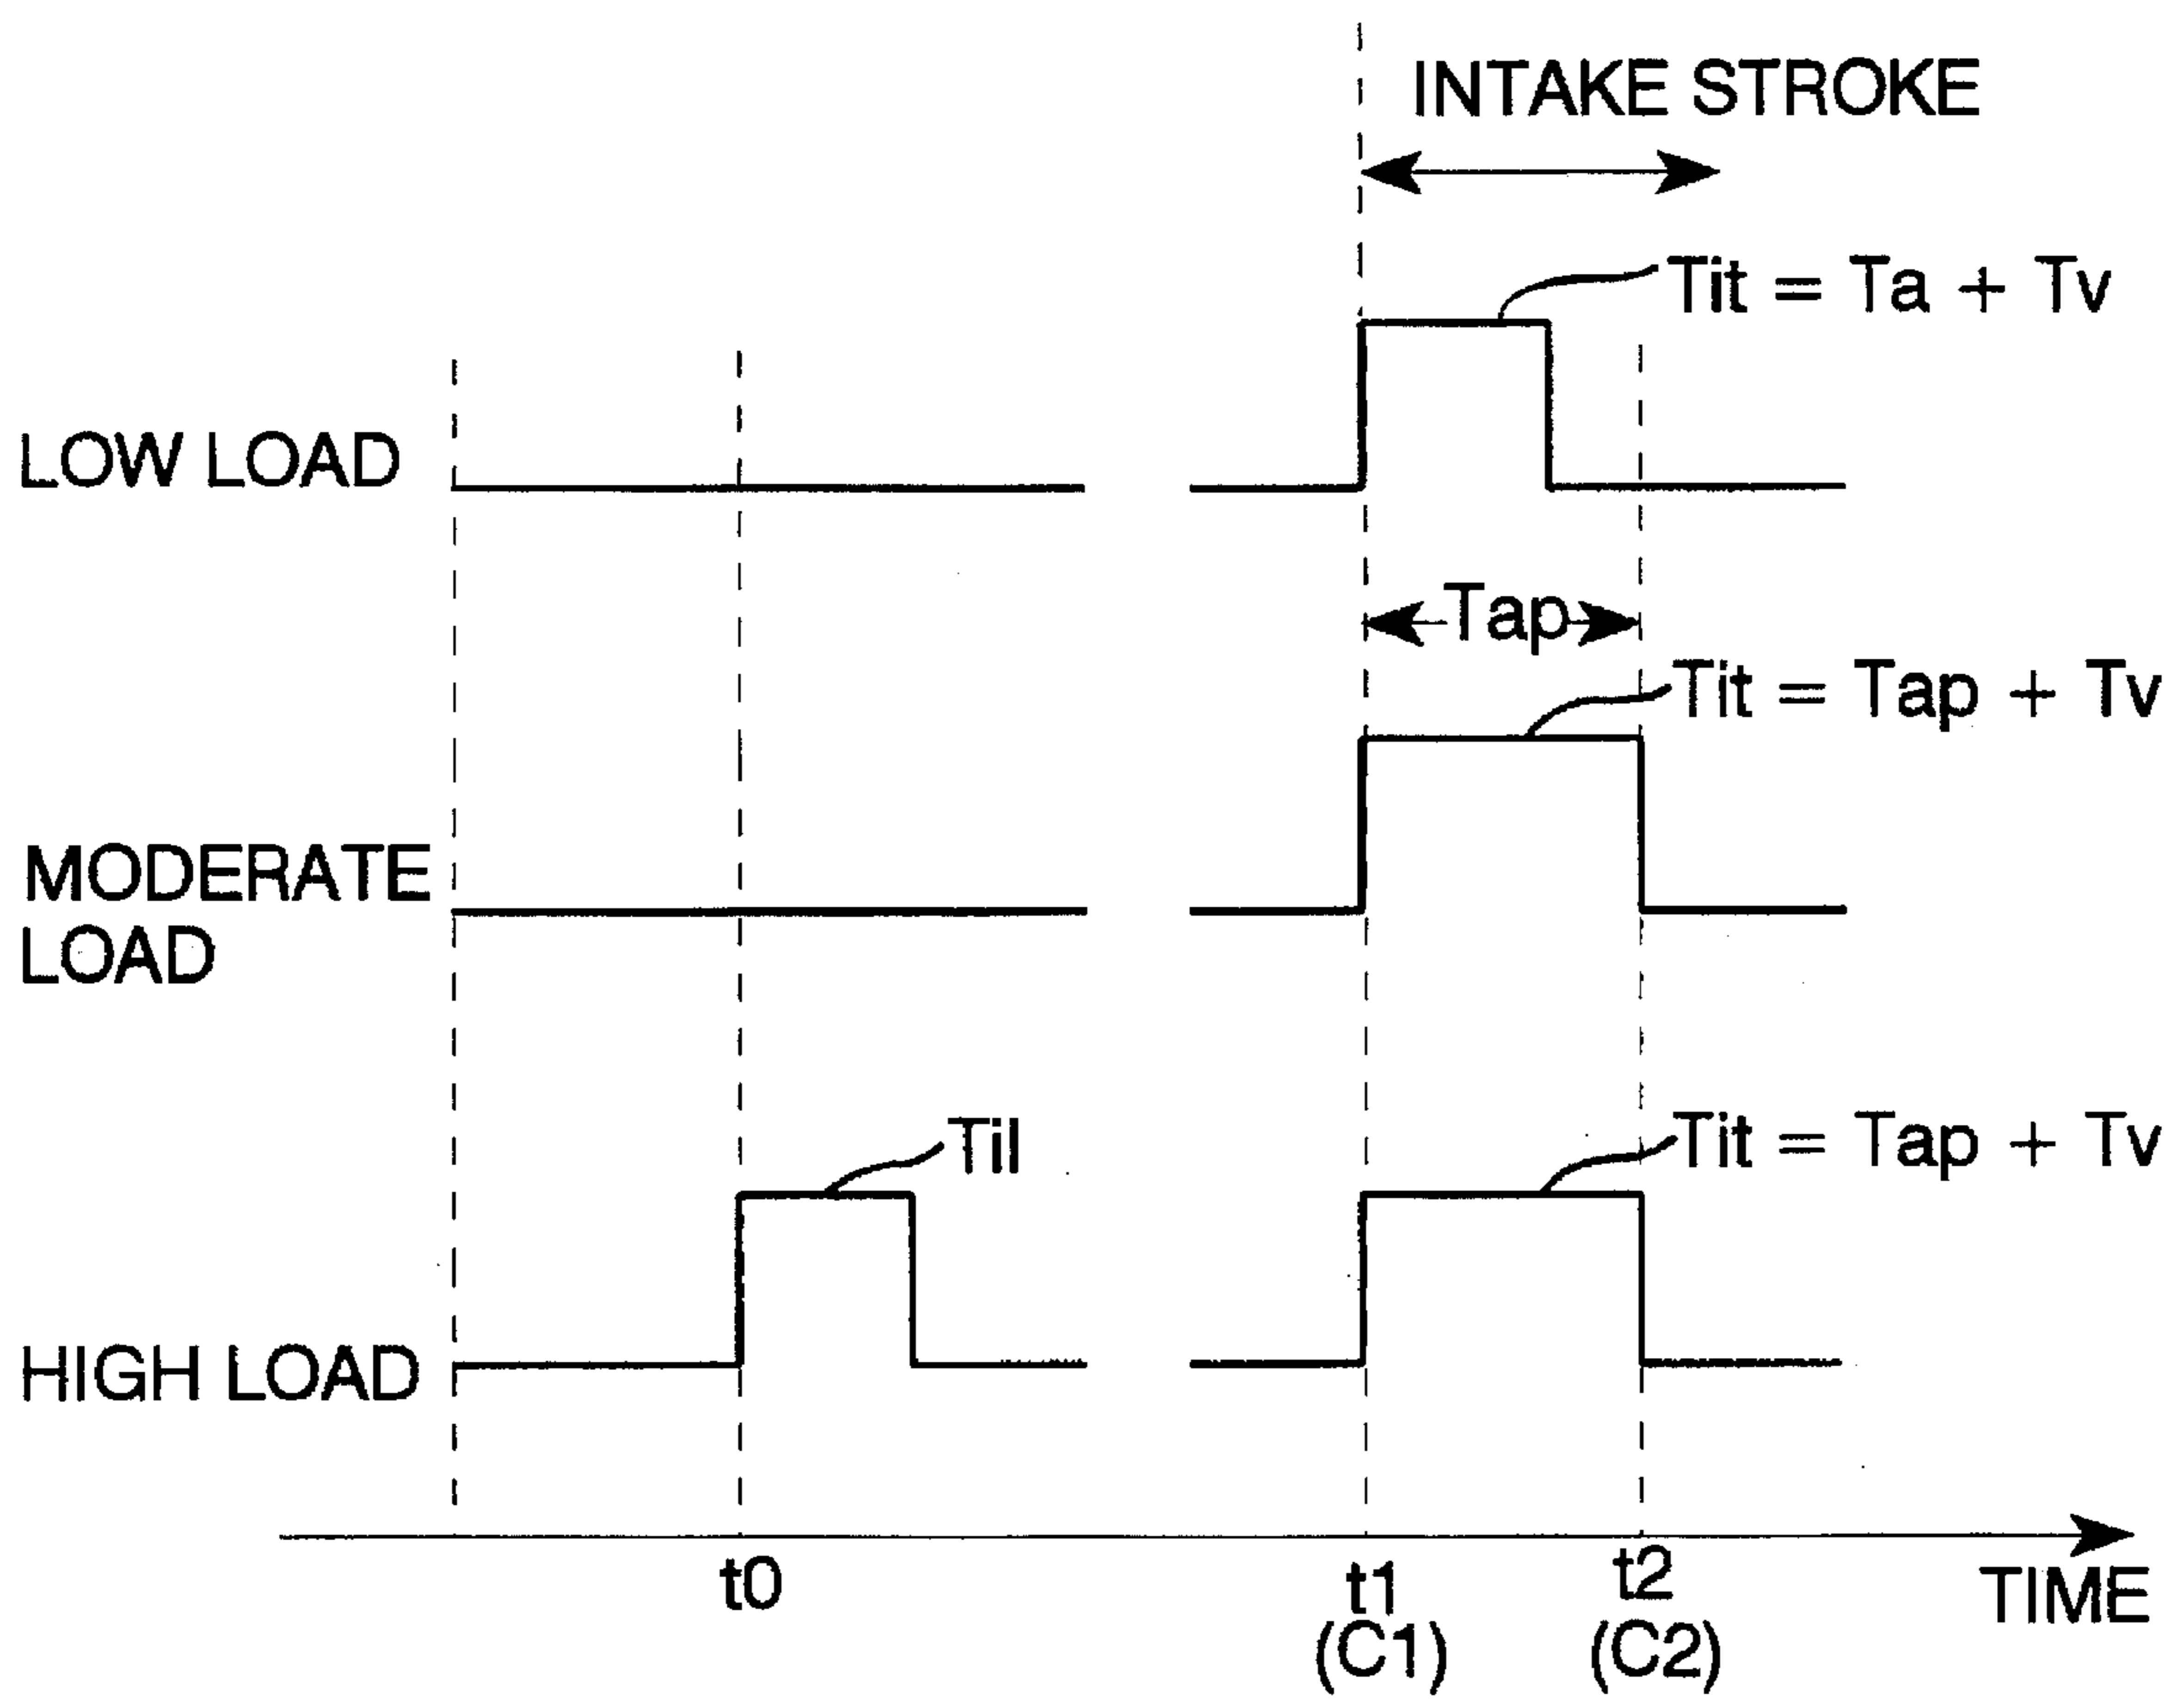 INTAKE STROKE
Tit = Ta + Tv
LOW LOAD
Tap
Tit = Tap + Tv
MODERATE
LOAD
Til
Tit = Tap + Tv
HIGH LOAD
t0
t1
t2
TIME
(C1)
(C2)